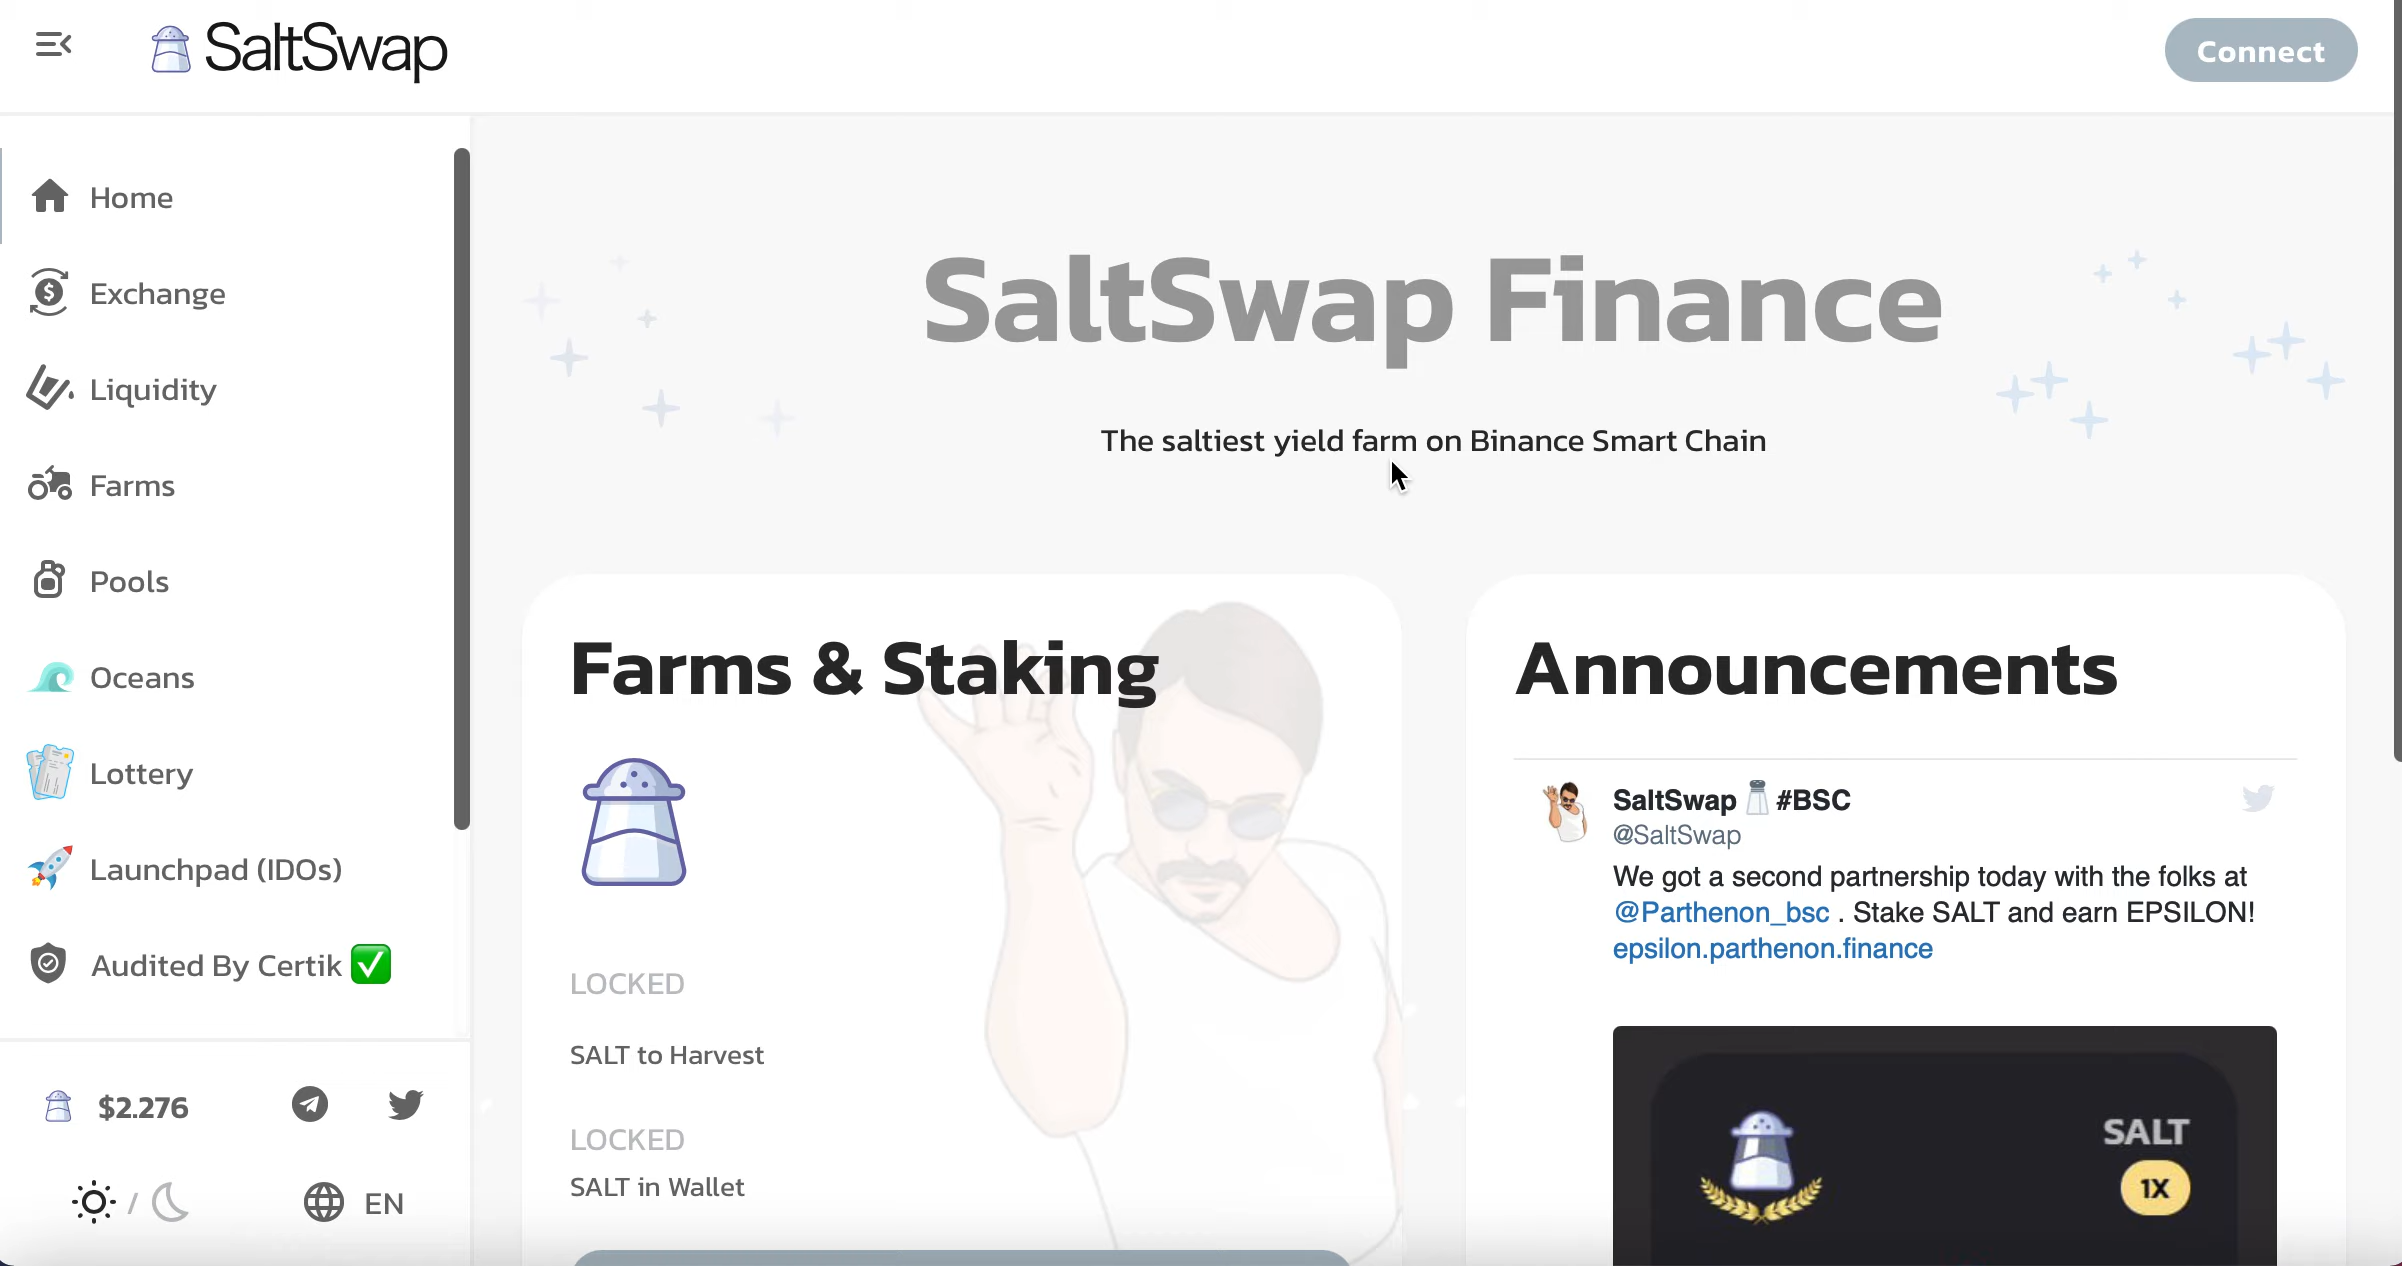 SaltSwap
Connect
Home
Exchange
Liquidity
Farms
Pools
Oceans
Lottery
Launchpad (IDOs)
Audited By Certik ✅
$2.276
/
EN
SaltSwap Finance
The saltiest yield farm on Binance Smart Chain
Farms & Staking
LOCKED
SALT to Harvest
LOCKED
SALT in Wallet
Announcements
SaltSwap 🧂 #BSC
@SaltSwap
We got a second partnership today with the folks at
@Parthenon_bsc . Stake SALT and earn EPSILON!
epsilon.parthenon.finance
SALT
1X